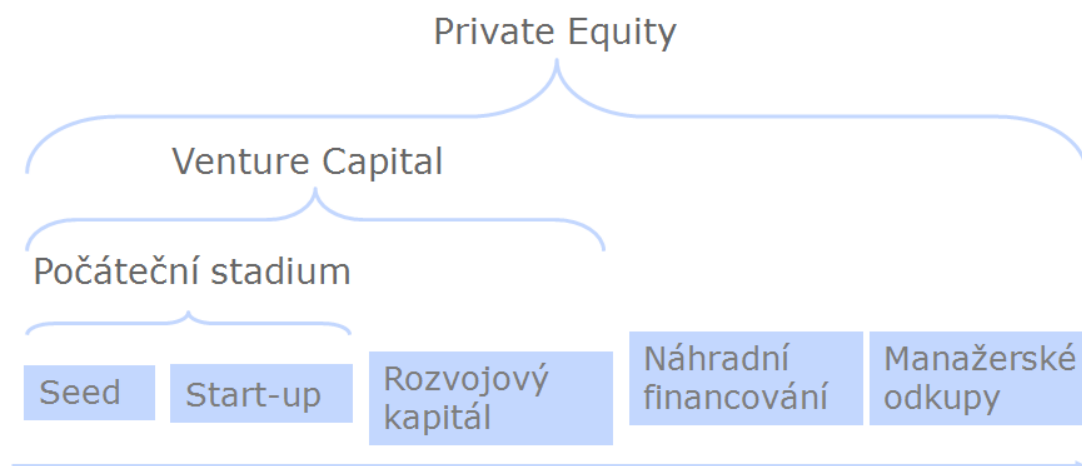 Private Equity
Venture Capital
Počáteční stadium
Seed
Start-up
Rozvojový
kapitál
Náhradní
financování
Manažerské
odkupy